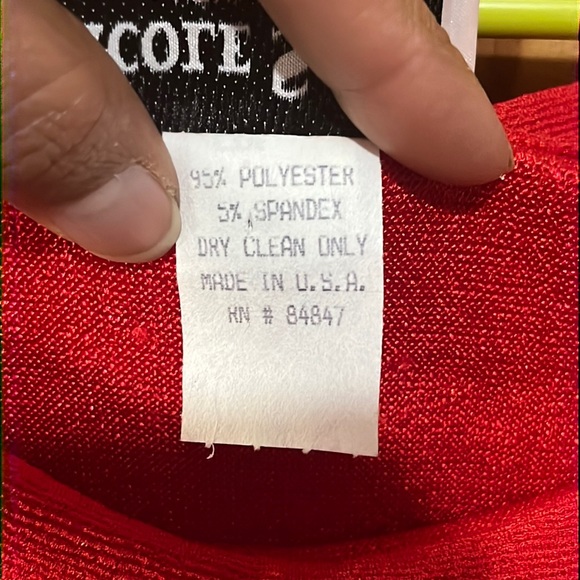 95% POLYESTER
5% SPANDEX
DRY CLEAN ONLY
MADE IN U.S.A.
RN # 84847